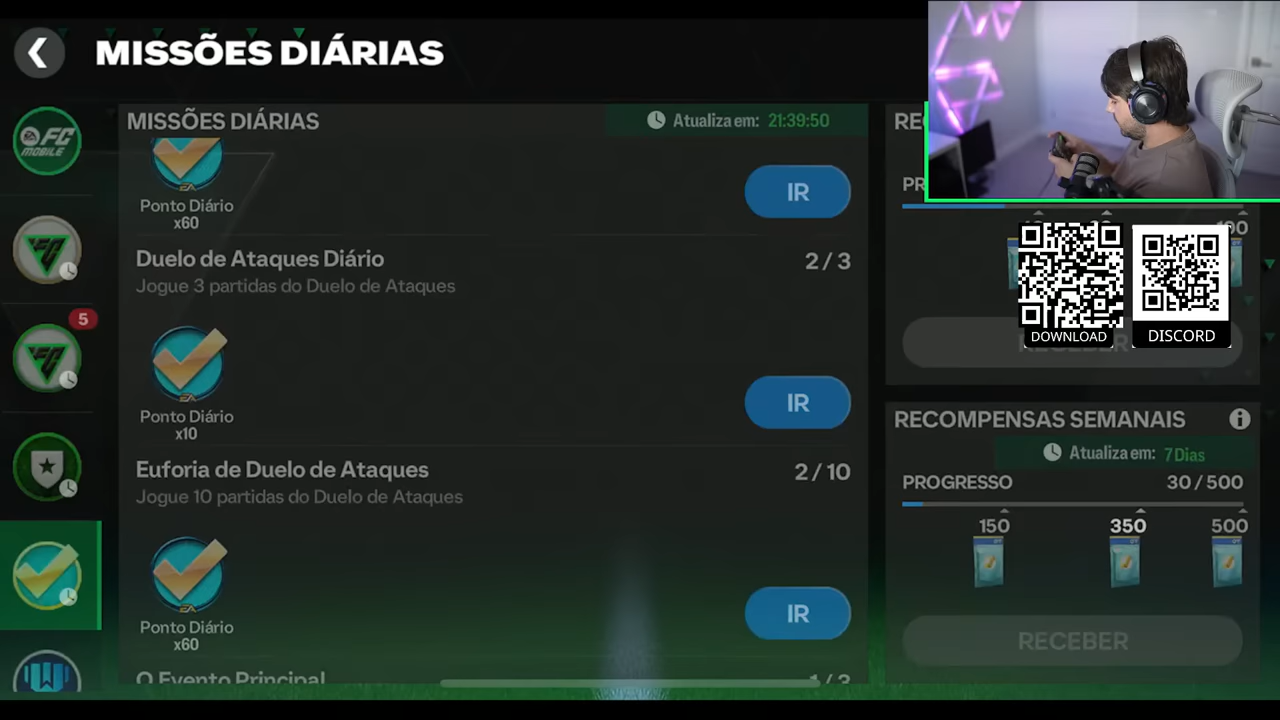 MISSÕES DIÁRIAS
FC
MOBILE
5
MISSÕES DIÁRIAS
Atualiza em: 21:39:50
Ponto Diário
x60
IR
Duelo de Ataques Diário
2 / 3
Jogue 3 partidas do Duelo de Ataques
Ponto Diário
x10
IR
Euforia de Duelo de Ataques
2 / 10
Jogue 10 partidas do Duelo de Ataques
Ponto Diário
x60
IR
O Evento Principal
1 / 3
DOWNLOAD
DISCORD
RECOMPENSAS SEMANAIS
Atualiza em: 7 Dias
PROGRESSO
30 / 500
150
350
500
RECEBER